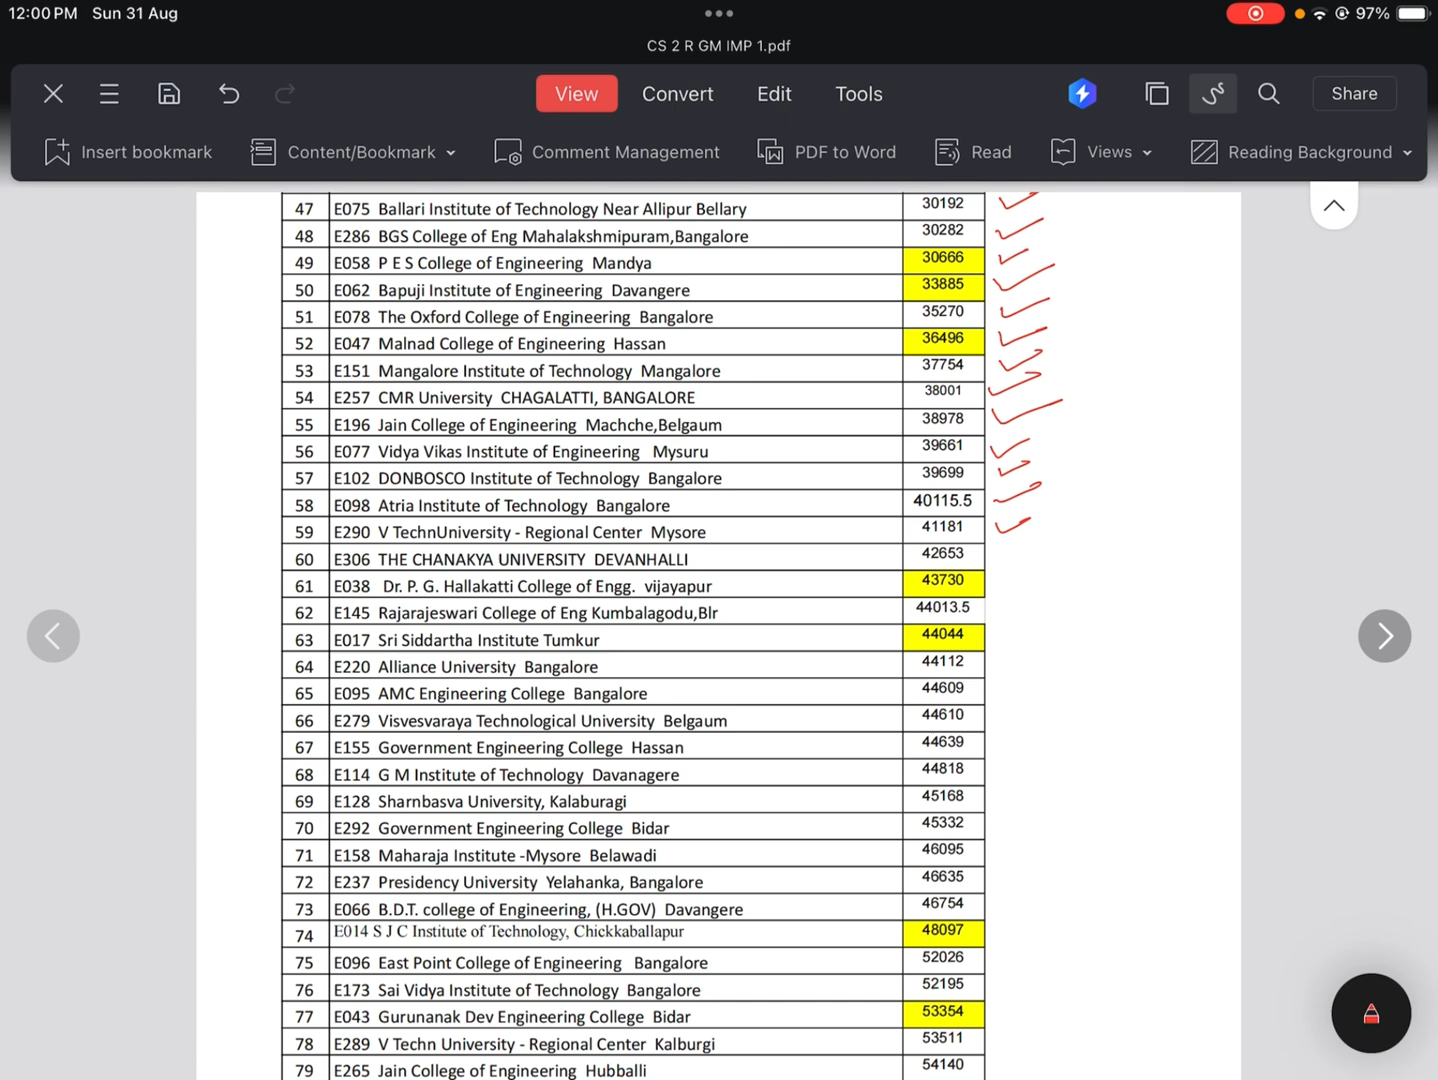 12:00 PM Sun 31 Aug 97%
CS 2 R GM IMP 1.pdf
View Convert Edit Tools Share
Insert bookmark Content/Bookmark Comment Management PDF to Word Read Views Reading Background
47 E075 Ballari Institute of Technology Near Allipur Bellary 30192
48 E286 BGS College of Eng Mahalakshmipuram,Bangalore 30282
49 E058 P E S College of Engineering Mandya 30666
50 E062 Bapuji Institute of Engineering Davangere 33885
51 E078 The Oxford College of Engineering Bangalore 35270
52 E047 Malnad College of Engineering Hassan 36496
53 E151 Mangalore Institute of Technology Mangalore 37754
54 E257 CMR University CHAGALATTI, BANGALORE 38001
55 E196 Jain College of Engineering Machche,Belgaum 38978
56 E077 Vidya Vikas Institute of Engineering Mysuru 39661
57 E102 DONBOSCO Institute of Technology Bangalore 39699
58 E098 Atria Institute of Technology Bangalore 40115.5
59 E290 V TechnUniversity - Regional Center Mysore 41181
60 E306 THE CHANAKYA UNIVERSITY DEVANHALLI 42653
61 E038 Dr. P. G. Hallakatti College of Engg. vijayapur 43730
62 E145 Rajarajeswari College of Eng Kumbalagodu,Blr 44013.5
63 E017 Sri Siddartha Institute Tumkur 44044
64 E220 Alliance University Bangalore 44112
65 E095 AMC Engineering College Bangalore 44609
66 E279 Visvesvaraya Technological University Belgaum 44610
67 E155 Government Engineering College Hassan 44639
68 E114 G M Institute of Technology Davanagere 44818
69 E128 Sharnbasva University, Kalaburagi 45168
70 E292 Government Engineering College Bidar 45332
71 E158 Maharaja Institute -Mysore Belawadi 46095
72 E237 Presidency University Yelahanka, Bangalore 46635
73 E066 B.D.T. college of Engineering, (H.GOV) Davangere 46754
74 E014 S J C Institute of Technology, Chickkaballapur 48097
75 E096 East Point College of Engineering Bangalore 52026
76 E173 Sai Vidya Institute of Technology Bangalore 52195
77 E043 Gurunanak Dev Engineering College Bidar 53354
78 E289 V Techn University - Regional Center Kalburgi 53511
79 E265 Jain College of Engineering Hubballi 54140